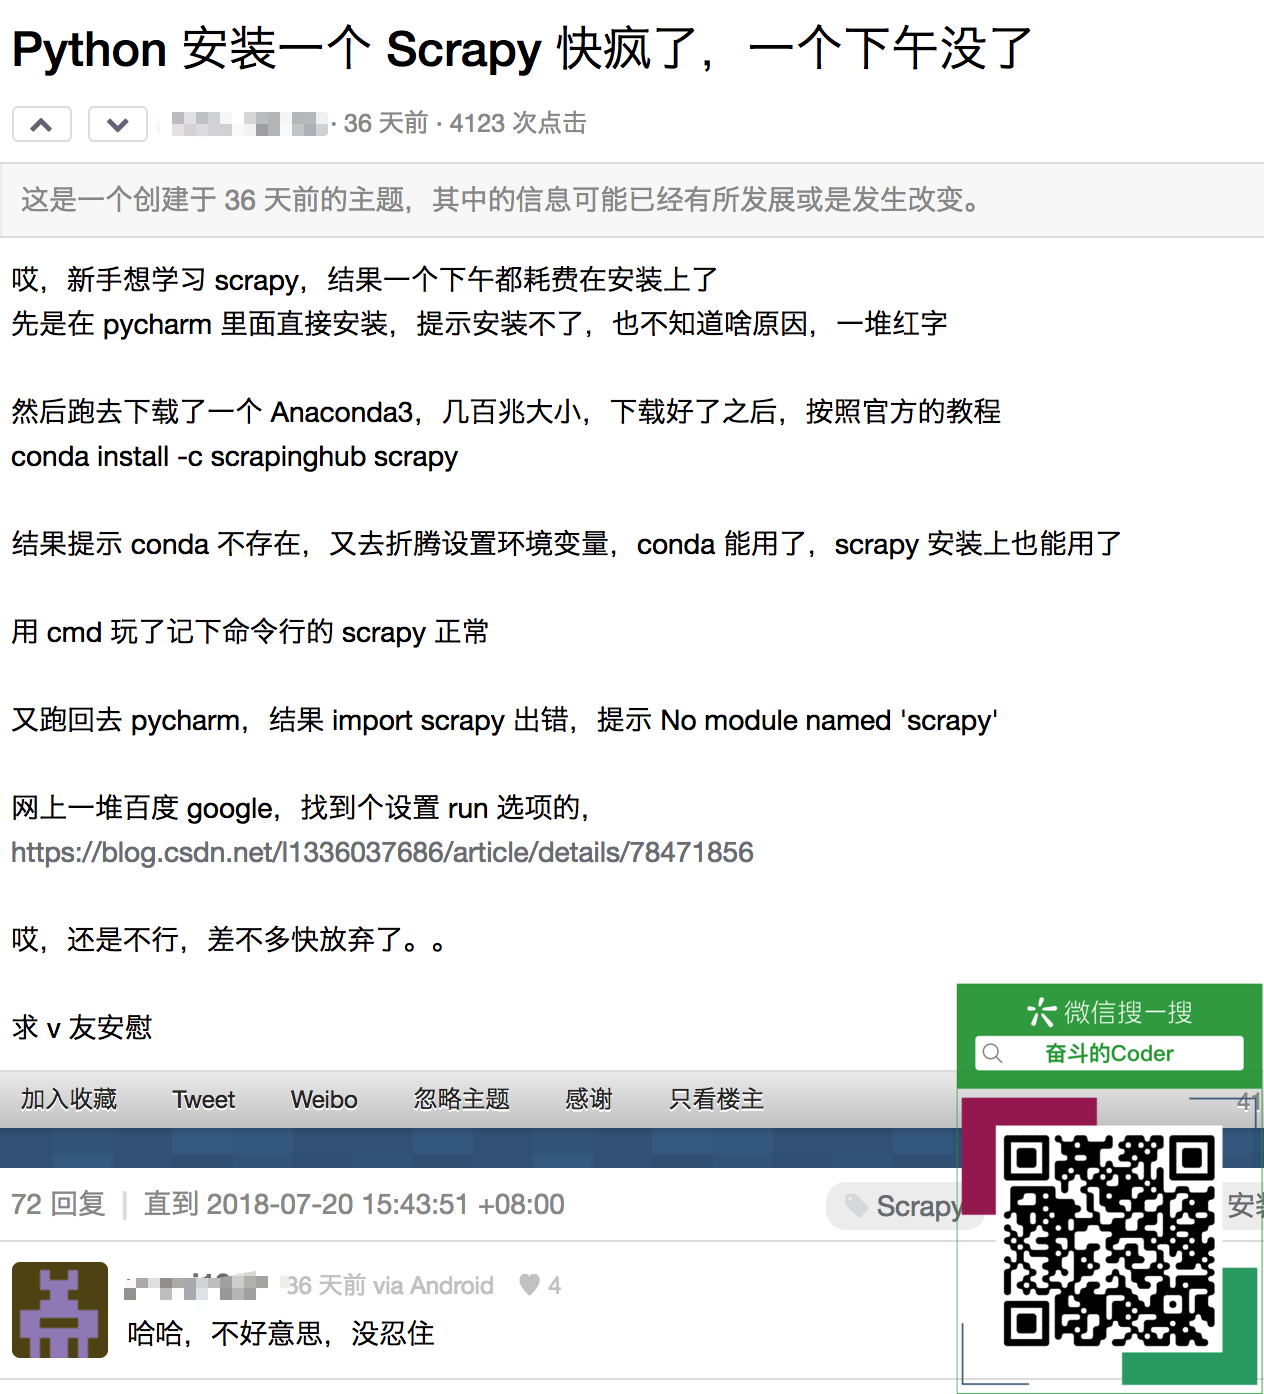 Python 安装一个 Scrapy 快疯了，一个下午没了
· 36 天前 · 4123 次点击
这是一个创建于 36 天前的主题，其中的信息可能已经有所发展或是发生改变。
哎，新手想学习 scrapy，结果一个下午都耗费在安装上了
先是在 pycharm 里面直接安装，提示安装不了，也不知道啥原因，一堆红字
然后跑去下载了一个 Anaconda3，几百兆大小，下载好了之后，按照官方的教程
conda install -c scrapinghub scrapy
结果提示 conda 不存在，又去折腾设置环境变量，conda 能用了，scrapy 安装上也能用了
用 cmd 玩了记下命令行的 scrapy 正常
又跑回去 pycharm，结果 import scrapy 出错，提示 No module named 'scrapy'
网上一堆百度 google，找到个设置 run 选项的，
https://blog.csdn.net/l1336037686/article/details/78471856
哎，还是不行，差不多快放弃了。。
求 v 友安慰
微信搜一搜
奋斗的Coder
加入收藏 Tweet Weibo 忽略主题 感谢 只看楼主 41
72 回复 | 直到 2018-07-20 15:43:51 +08:00 Scrapy 安装
36 天前 via Android ♥ 4
哈哈，不好意思，没忍住